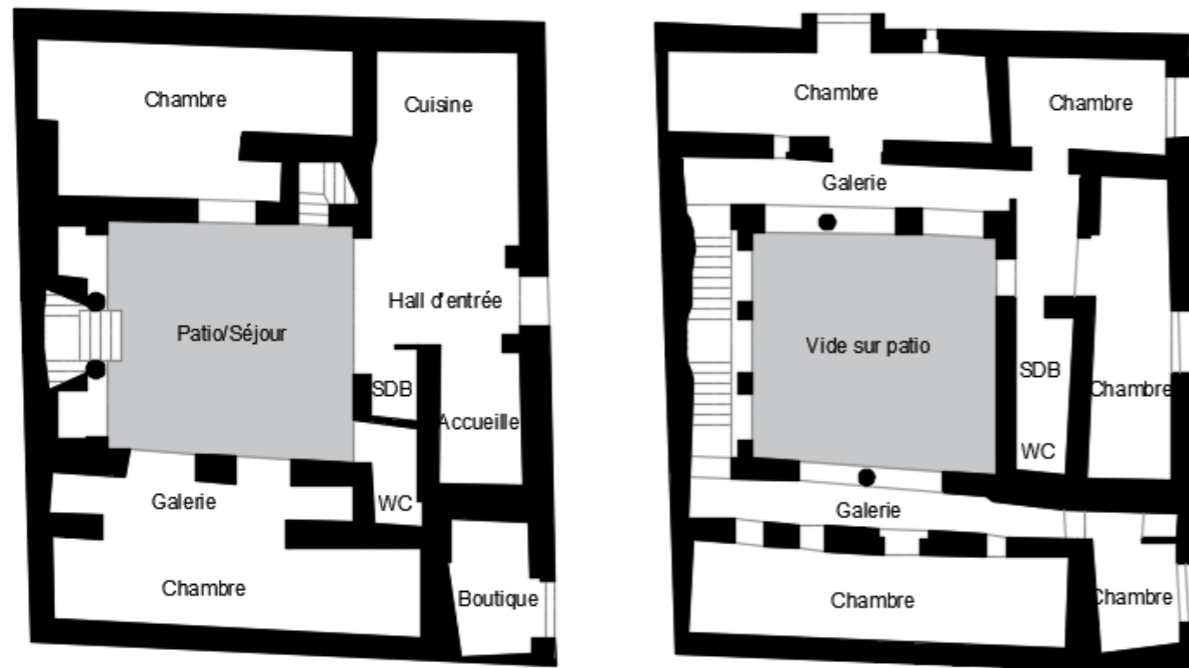 Chambre
Cuisine
Hall d'entrée
Patio/Séjour
SDB
Accueille
Galerie
WC
Chambre
Boutique
Chambre
Chambre
Galerie
Vide sur patio
SDB
Chambre
WC
Galerie
Chambre
Chambre